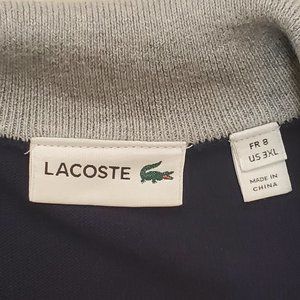 LACOSTE
FR 8
US 3XL
MADE IN
CHINA